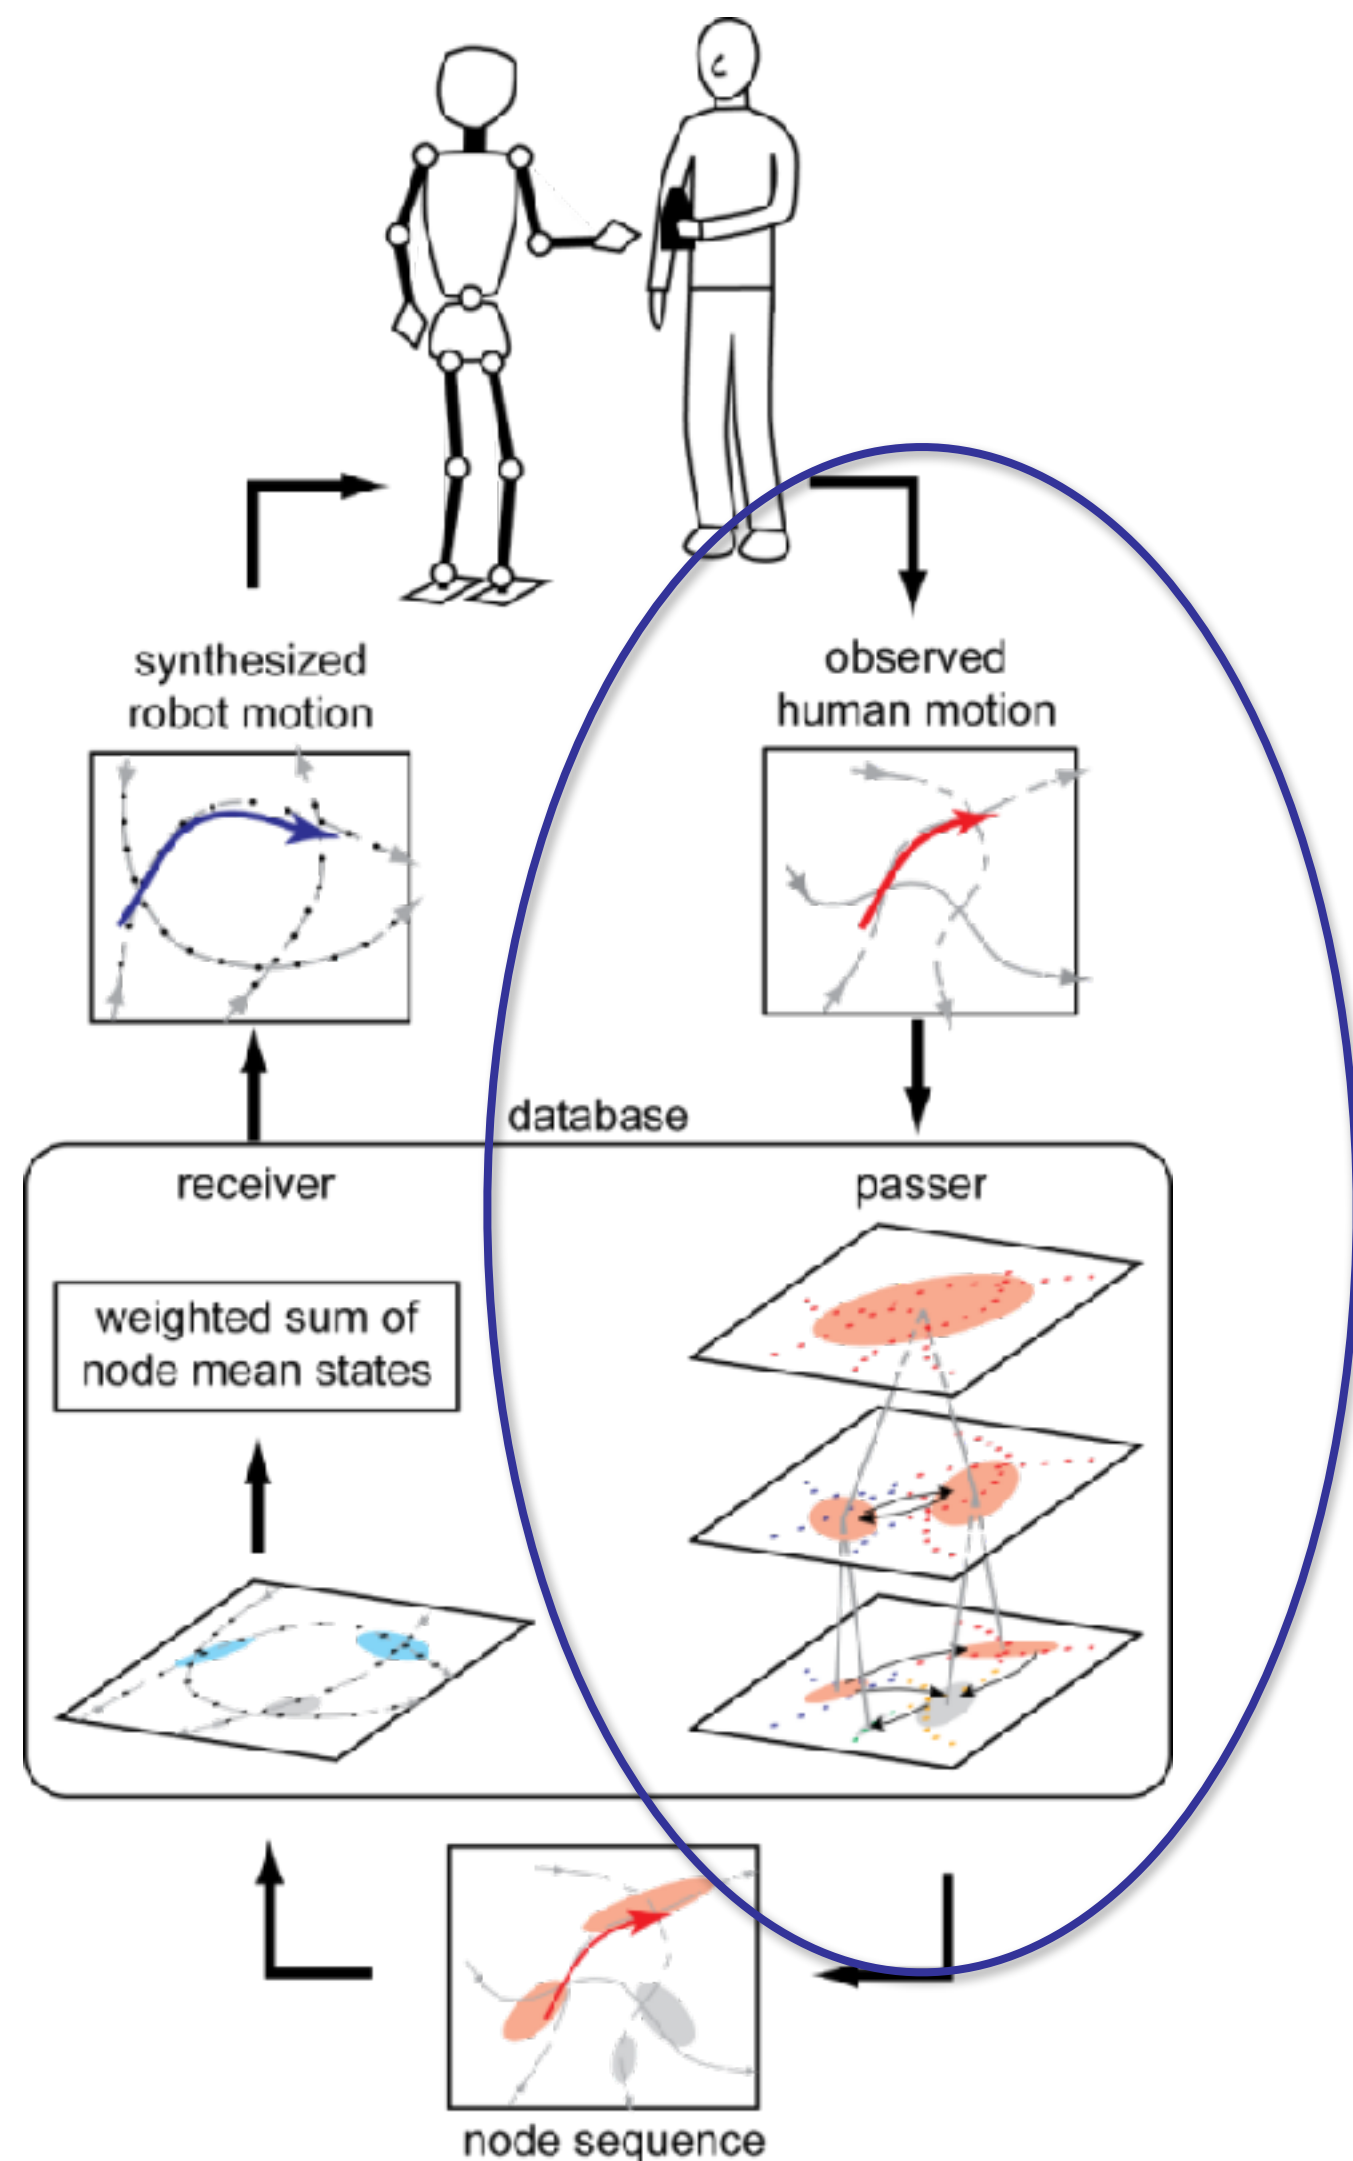 synthesized
robot motion
observed
human motion
database
receiver
passer
weighted sum of
node mean states
node sequence